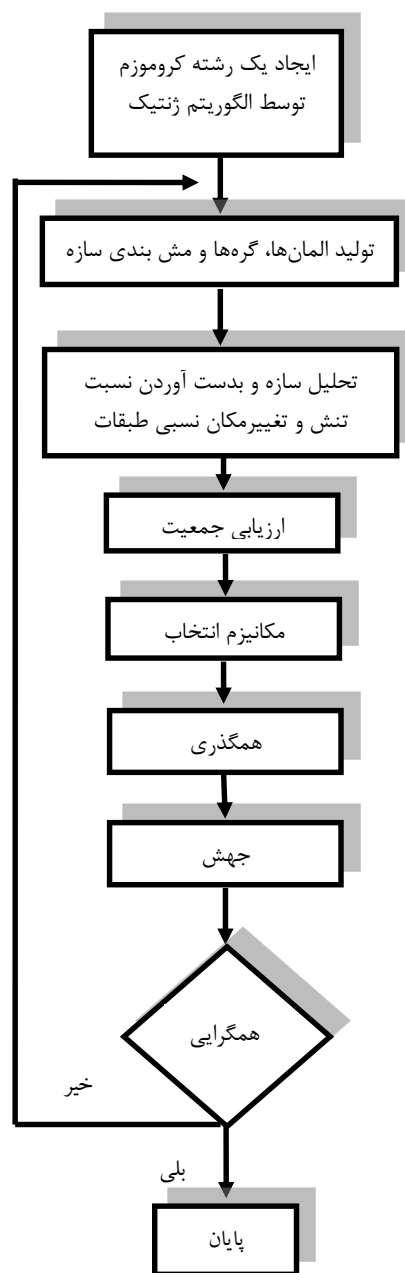 ایجاد یک رشته کروموزم
توسط الگوریتم ژنتیک
تولید المان‌ها، گره‌ها و مش بندی سازه
تحلیل سازه و بدست آوردن نسبت
تنش و تغییرمکان نسبی طبقات
ارزیابی جمعیت
مکانیزم انتخاب
همگذری
جهش
همگرایی
خیر
بلی
پایان